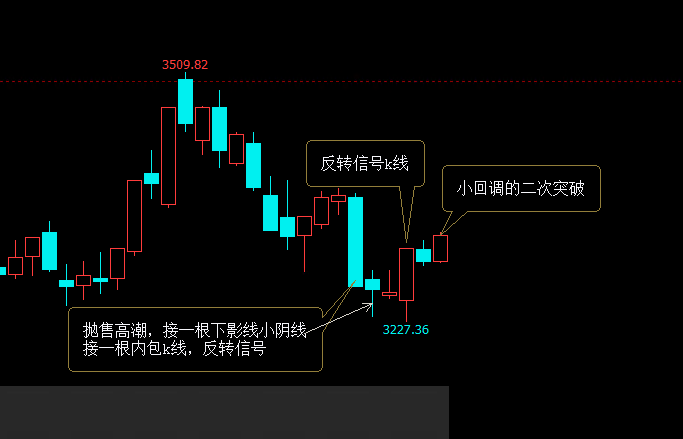 3509.82
反转信号k线
小回调的二次突破
抛售高潮，接一根下影线小阴线
接一根内包k线，反转信号
3227.36